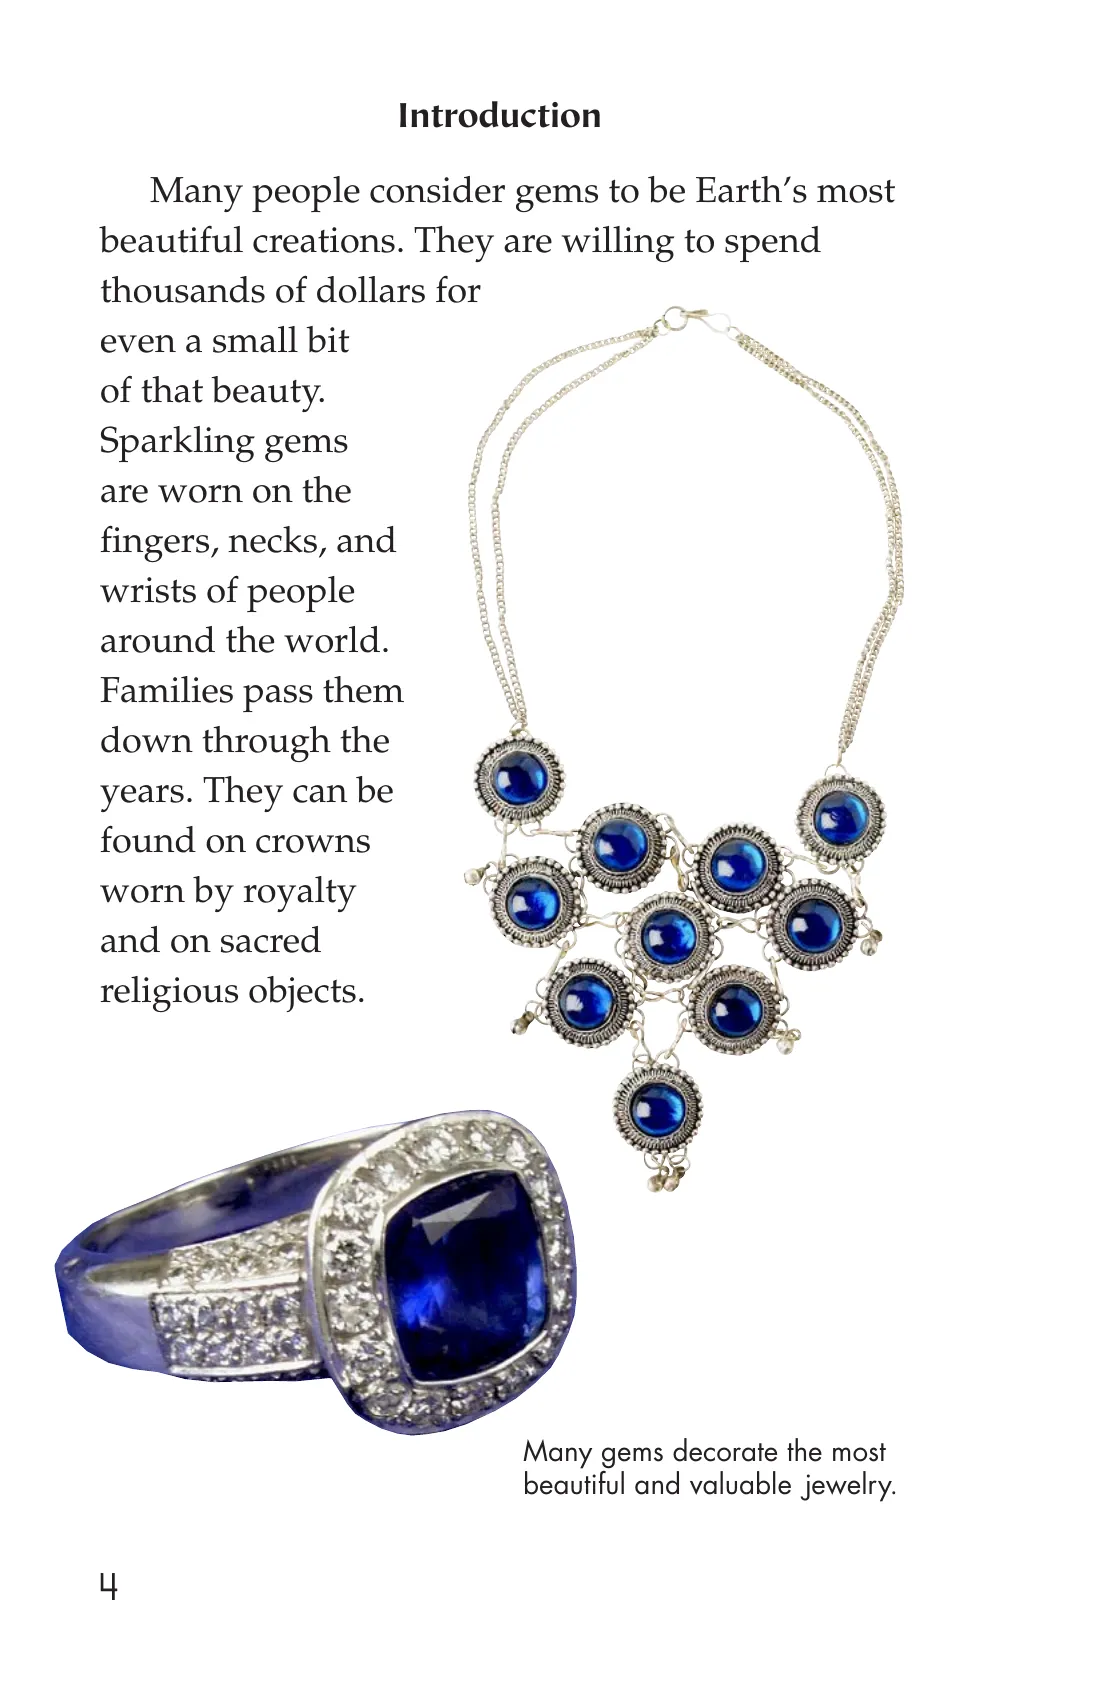 Introduction
Many people consider gems to be Earth’s most
beautiful creations. They are willing to spend
thousands of dollars for
even a small bit
of that beauty.
Sparkling gems
are worn on the
fingers, necks, and
wrists of people
around the world.
Families pass them
down through the
years. They can be
found on crowns
worn by royalty
and on sacred
religious objects.
Many gems decorate the most
beautiful and valuable jewelry.
4